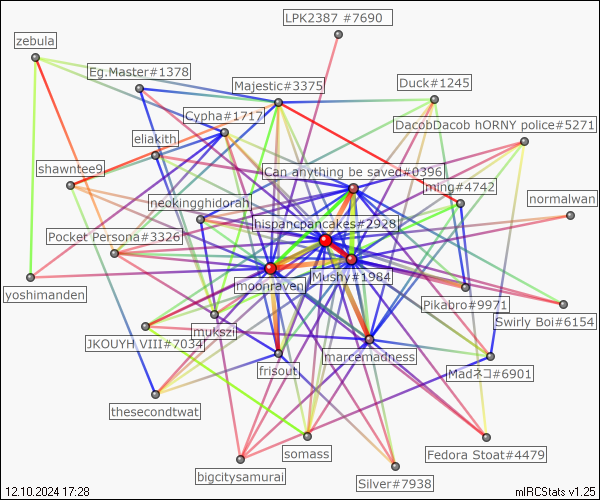 LPK2387 #7690
zebula
Eg.Master#1378
Majestic#3375
Duck#1245
Cypha#1717
DacobDacob hORNY police#5271
eliakith
shawntee9
Can anything be saved#0396
ming#4742
neokingghidorah
normalwan
hispancpancakes#2928
Pocket Persona#3326
moonraveni
Mushy#1984
yoshimanden
Pikabro#9971
Swirly Boi#6154
mukszi
JKOUYH VIII#7034
marcemadness
frisout
Madネコ#6901
thesecondtwat
somass
Fedora Stoat#4479
bigcitysamurai
Silver#7938
12.10.2024 17:28
mIRCStats v1.25